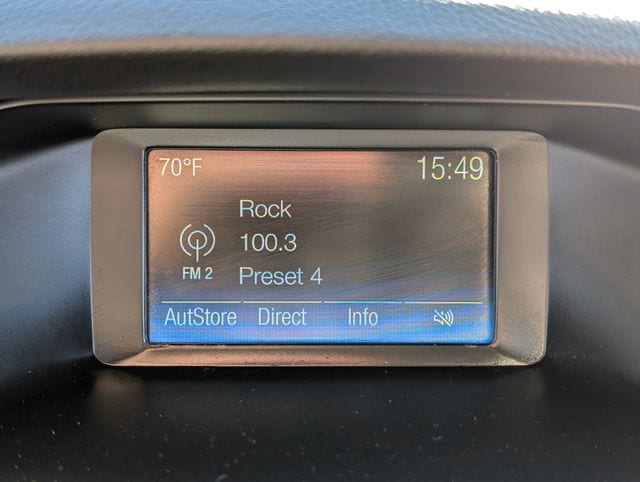 70°F 15:49
Rock
100.3
FM 2 Preset 4
AutStore Direct Info